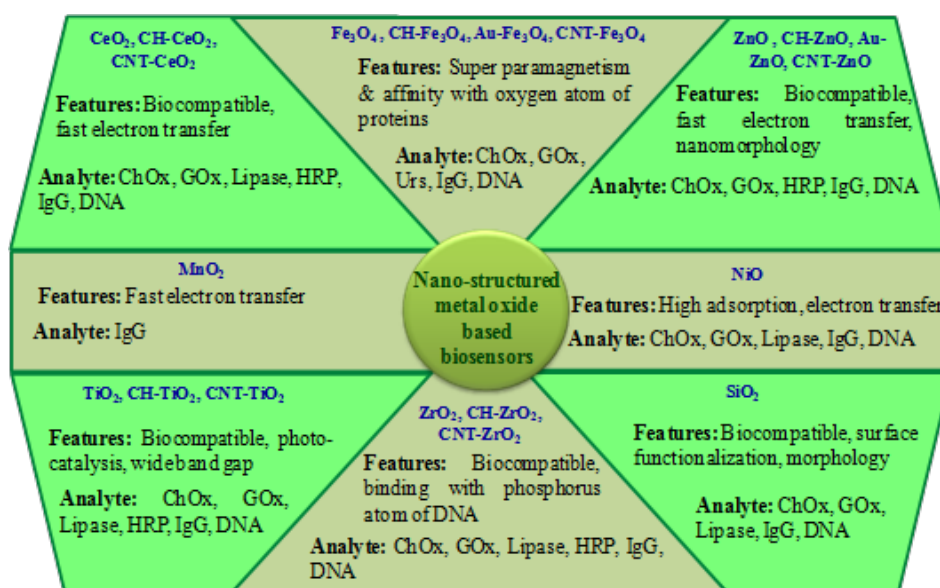 CeO₂, CH-CeO₂,
CNT-CeO₂
Features: Biocompatible,
fast electron transfer
Analyte: ChOx, GOx, Lipase, HRP,
IgG, DNA
Fe₃O₄, CH-Fe₃O₄, Au-Fe₃O₄, CNT-Fe₃O₄
Features: Super paramagnetism
& affinity with oxygen atom of
proteins
Analyte: ChOx, GOx,
Urs, IgG, DNA
ZnO , CH-ZnO, Au-
ZnO, CNT-ZnO
Features: Biocompatible,
fast electron transfer,
nanomorphology
Analyte: ChOx, GOx, HRP, IgG, DNA
MnO₂
Features: Fast electron transfer
Analyte: IgG
Nano-structured
metal oxide
based
biosensors
NiO
Features: High adsorption, electron transfer
Analyte: ChOx, GOx, Lipase, IgG, DNA
TiO₂, CH-TiO₂, CNT-TiO₂
Features: Biocompatible, photo-
catalysis, wide band gap
Analyte: ChOx, GOx,
Lipase, HRP, IgG, DNA
ZrO₂, CH-ZrO₂,
CNT-ZrO₂
Features: Biocompatible,
binding with phosphorus
atom of DNA
Analyte: ChOx, GOx, Lipase, HRP, IgG,
DNA
SiO₂
Features: Biocompatible, surface
functionalization, morphology
Analyte: ChOx, GOx,
Lipase, IgG, DNA